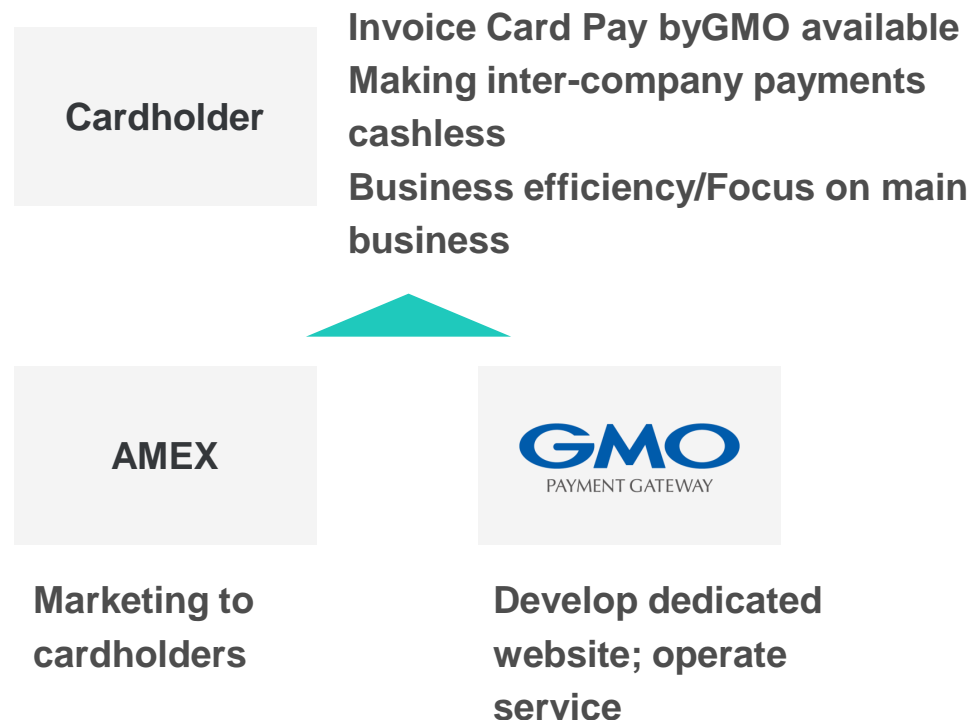 Cardholder
Invoice Card Pay byGMO available
Making inter-company payments
cashless
Business efficiency/Focus on main
business
AMEX
GMO
PAYMENT GATEWAY
Marketing to
cardholders
Develop dedicated
website; operate
service